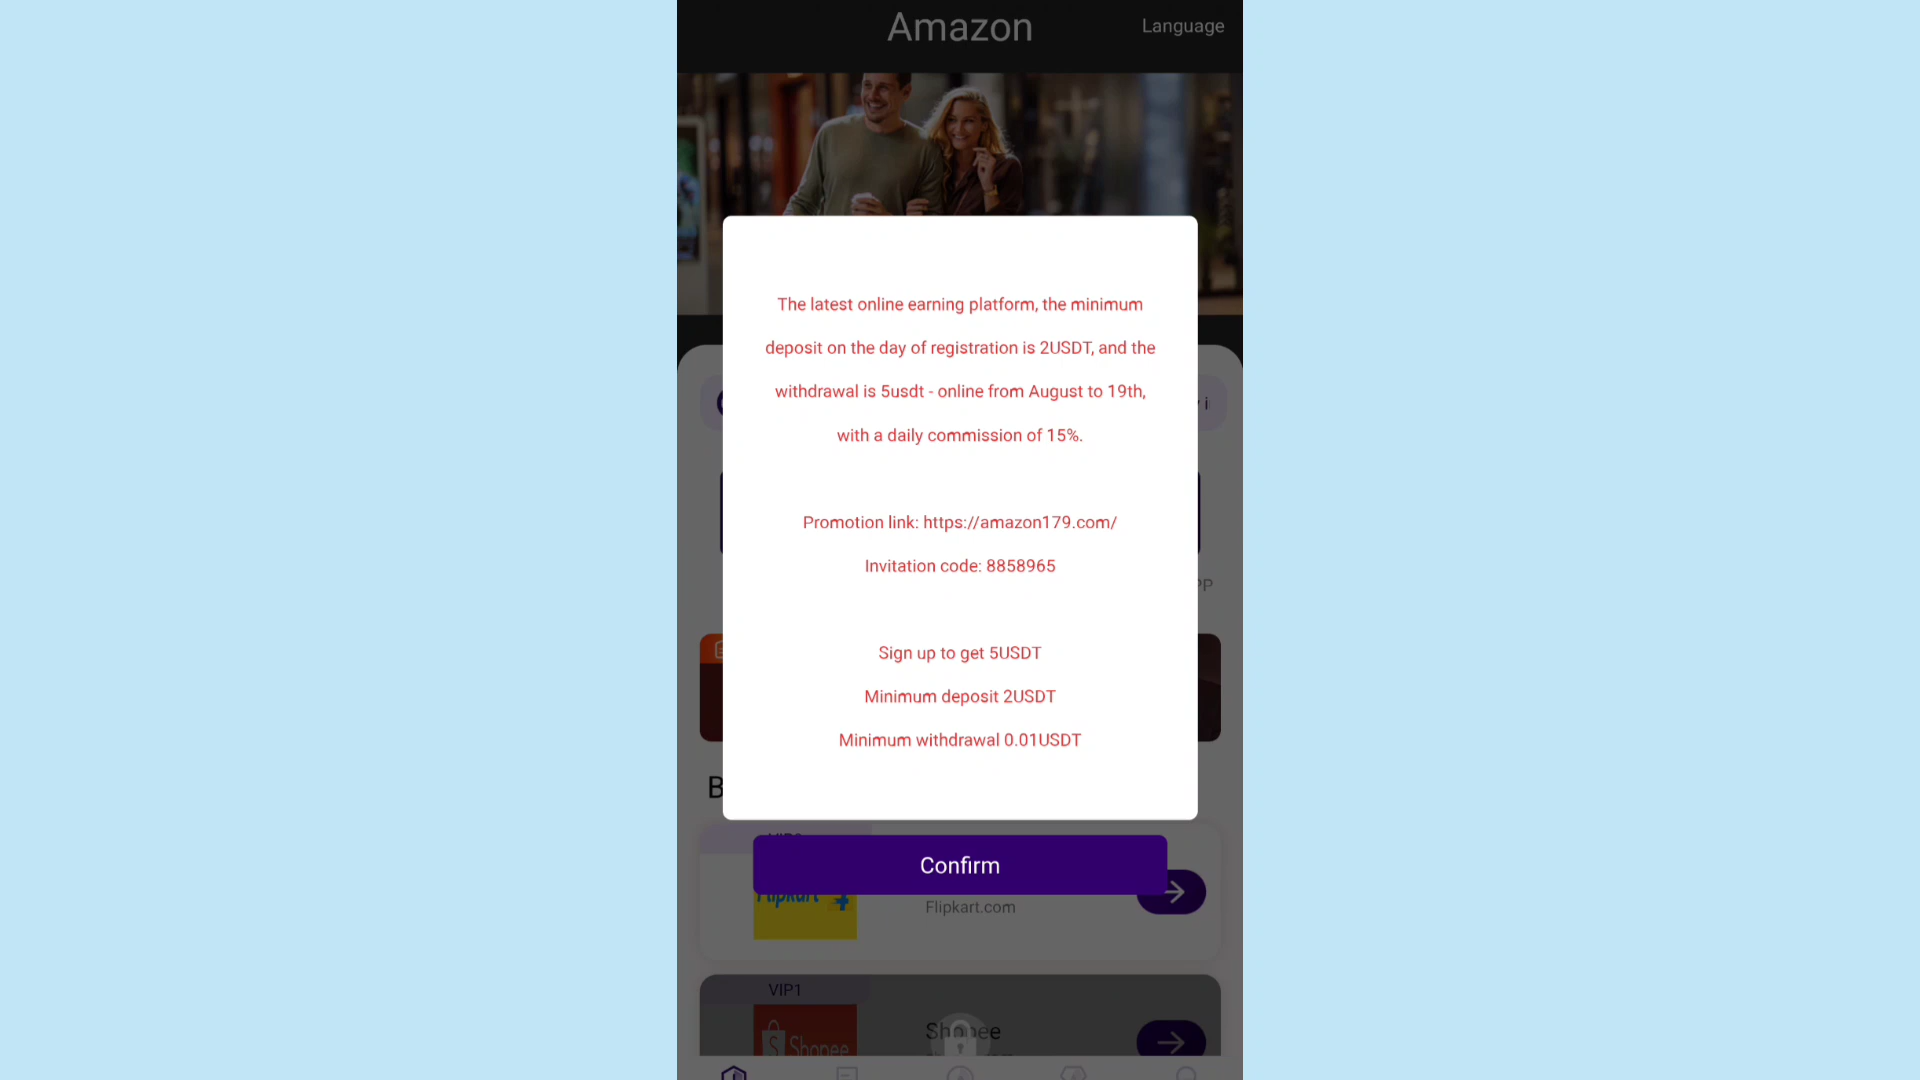 Amazon
Language
The latest online earning platform, the minimum
deposit on the day of registration is 2USDT, and the
withdrawal is 5usdt - online from August to 19th,
with a daily commission of 15%.
Promotion link: https://amazon179.com/
Invitation code: 8858965
Sign up to get 5USDT
Minimum deposit 2USDT
Minimum withdrawal 0.01USDT
Confirm
Flipkart
Flipkart.com
VIP1
Shopee
Shopee